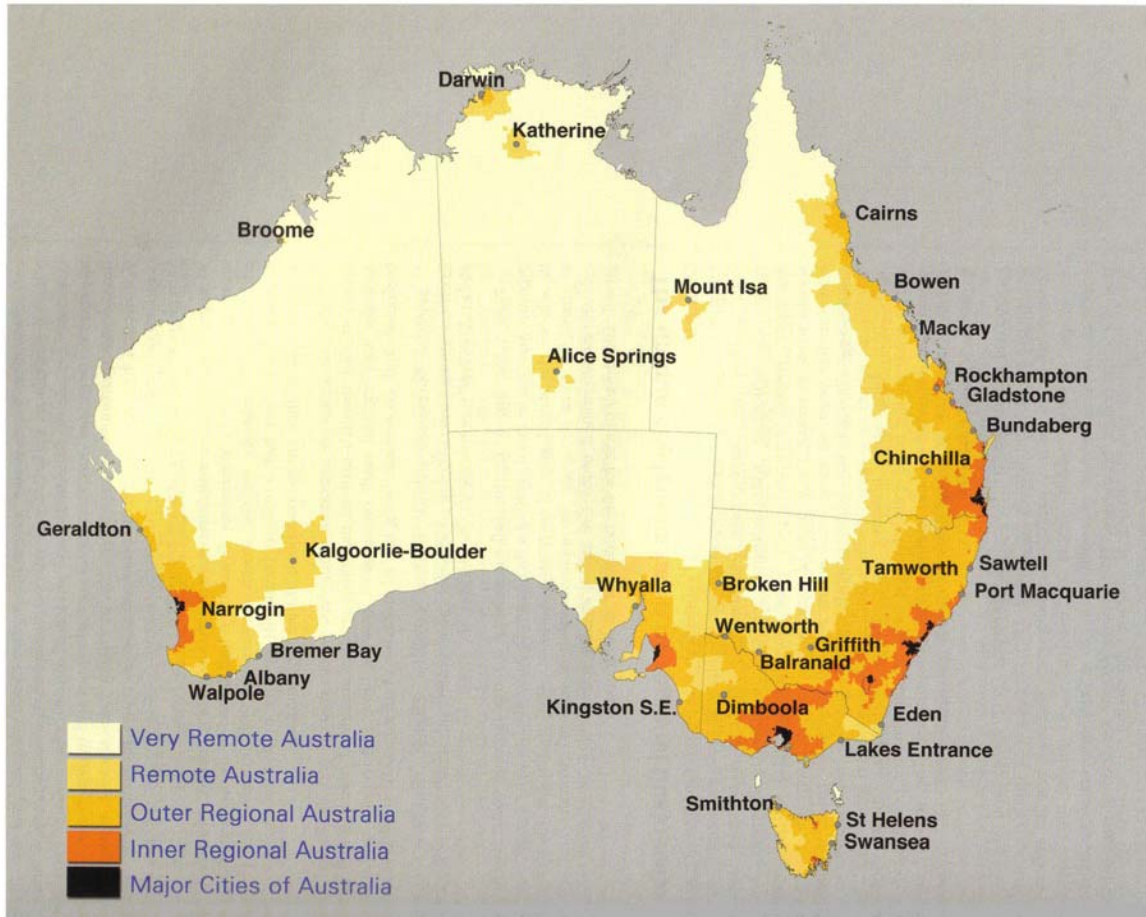 Darwin
Katherine
Broome
Cairns
Mount Isa
Bowen
Mackay
Alice Springs
Rockhampton
Gladstone
Bundaberg
Chinchilla
Geraldton
Kalgoorlie-Boulder
Whyalla
Broken Hill
Tamworth
Sawtell
Port Macquarie
Narrogin
Wentworth
Griffith
Balranald
Bremer Bay
Albany
Walpole
Kingston S.E.
Dimboola
Eden
Lakes Entrance
Smithton
St Helens
Swansea
Very Remote Australia
Remote Australia
Outer Regional Australia
Inner Regional Australia
Major Cities of Australia